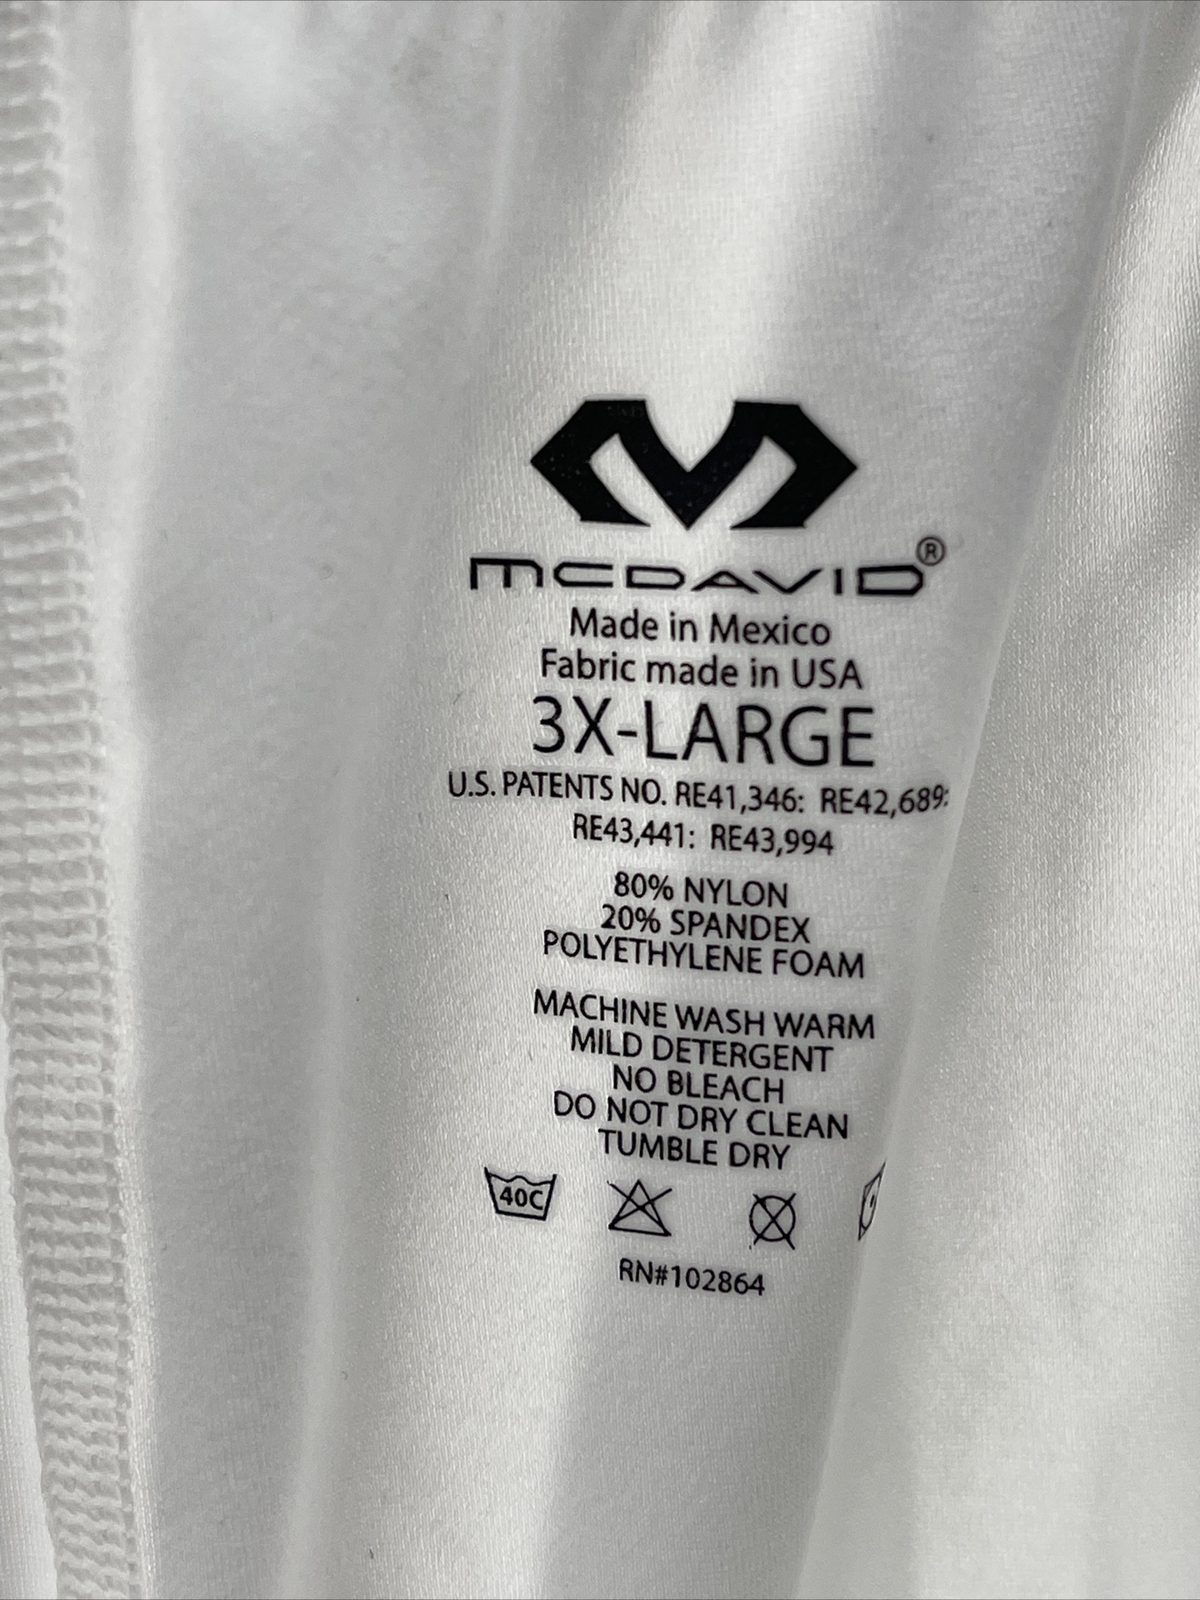 MCDAVID®
Made in Mexico
Fabric made in USA
3X-LARGE
U.S. PATENTS NO. RE41,346: RE42,689:
RE43,441: RE43,994
80% NYLON
20% SPANDEX
POLYETHYLENE FOAM
MACHINE WASH WARM
MILD DETERGENT
NO BLEACH
DO NOT DRY CLEAN
TUMBLE DRY
40C
RN#102864